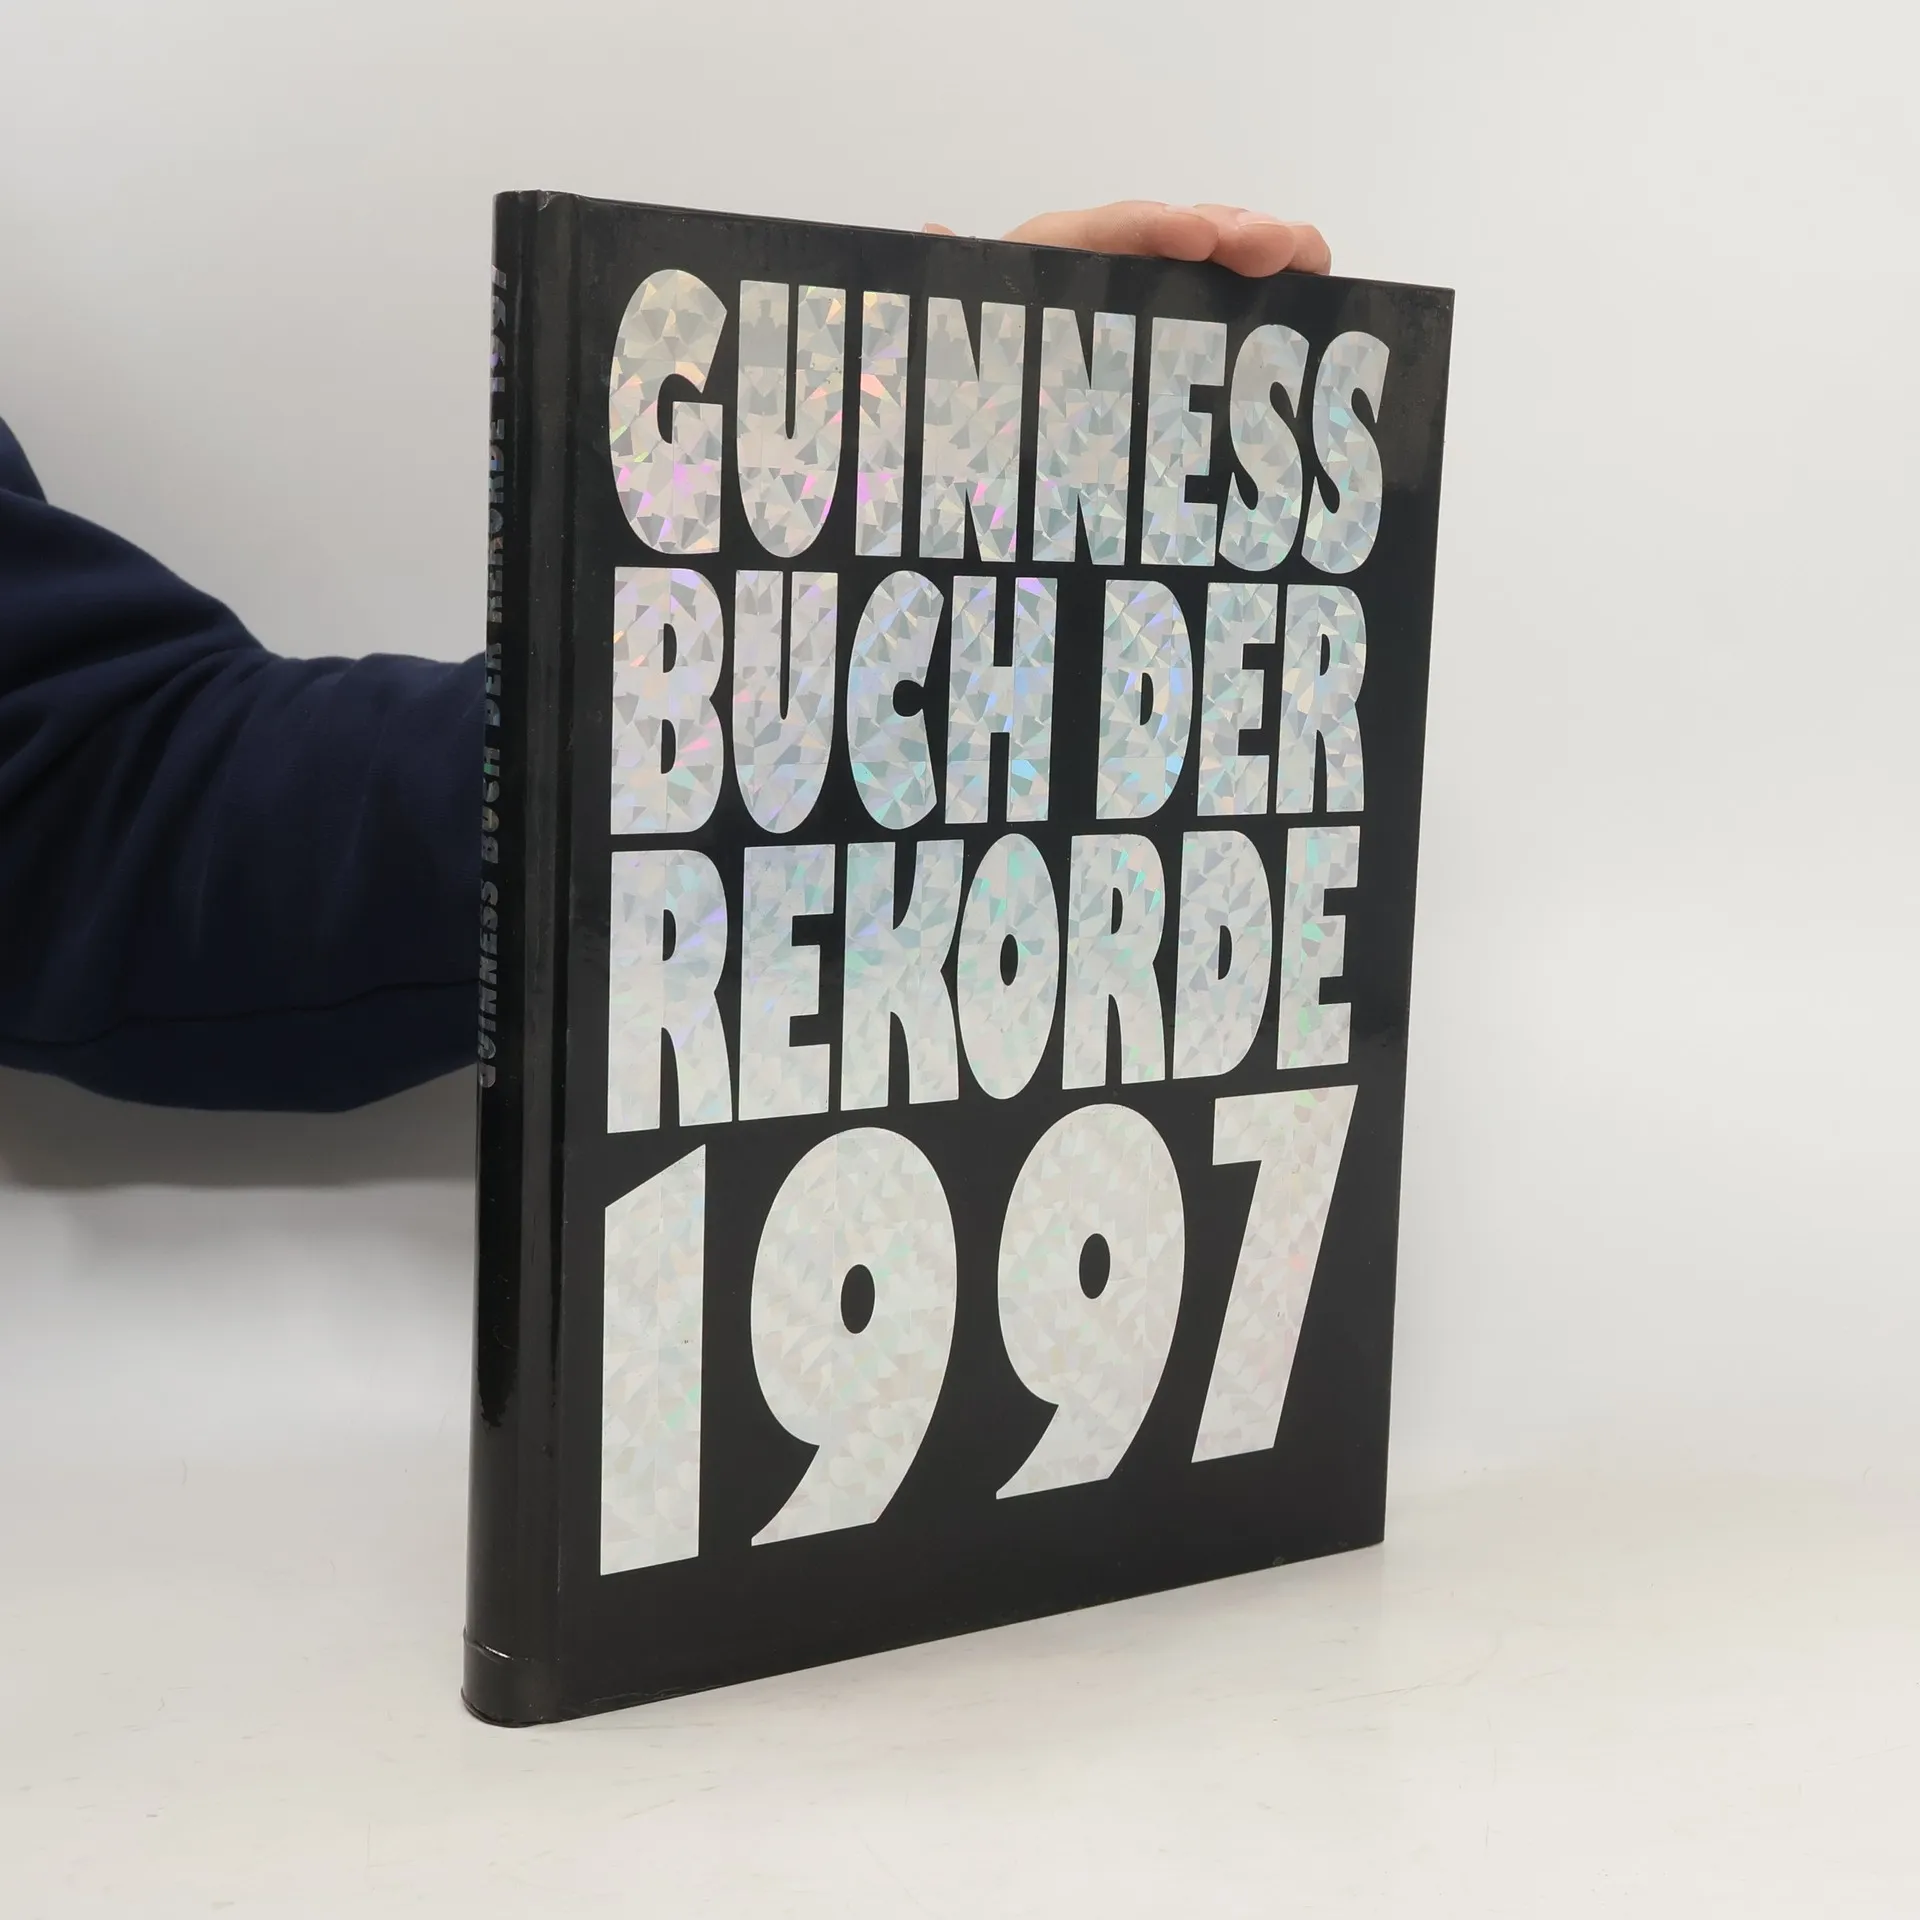 GUINNESS
BUCH DER
REKORDE
1997
GUINNESS BUCH DER REKORDE 1997